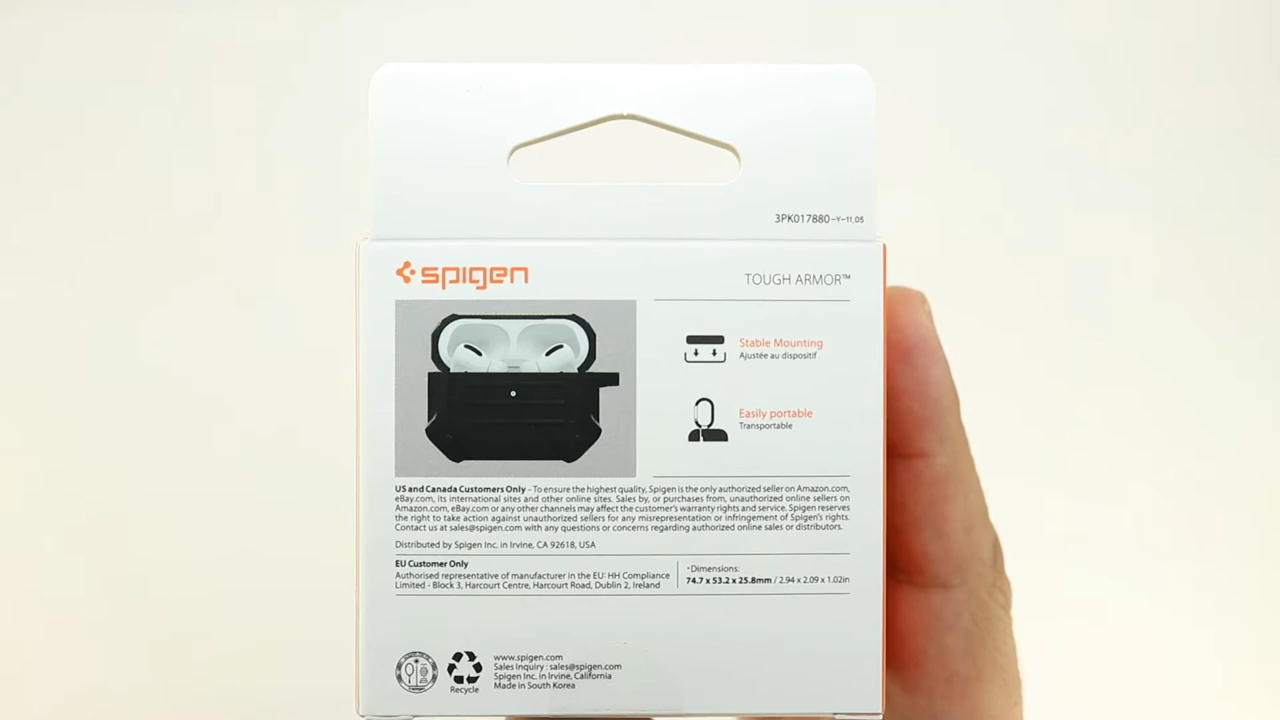 3PK017880-Y-11.05
spigen
TOUGH ARMOR™
Stable Mounting
Ajustée au dispositif
Easily portable
Transportable
US and Canada Customers Only - To ensure the highest quality, Spigen is the only authorized seller on Amazon.com,
eBay.com, its international sites and other online sites. Sales by, or purchases from, unauthorized online sellers on
Amazon.com, eBay.com or any other channels may affect the customer's warranty rights and service. Spigen reserves
the right to take action against unauthorized sellers for any misrepresentation or infringement of Spigen's rights.
Contact us at sales@spigen.com with any questions or concerns regarding authorized online sales or distributors.
Distributed by Spigen Inc. in Irvine, CA 92618, USA
EU Customer Only
Authorised representative of manufacturer in the EU: HH Compliance
Limited - Block 3, Harcourt Centre, Harcourt Road, Dublin 2, Ireland
*Dimensions:
74.7 x 53.2 x 25.8mm / 2.94 x 2.09 x 1.02in
Recycle
www.spigen.com
Sales Inquiry : sales@spigen.com
Spigen Inc. in Irvine, California
Made in South Korea